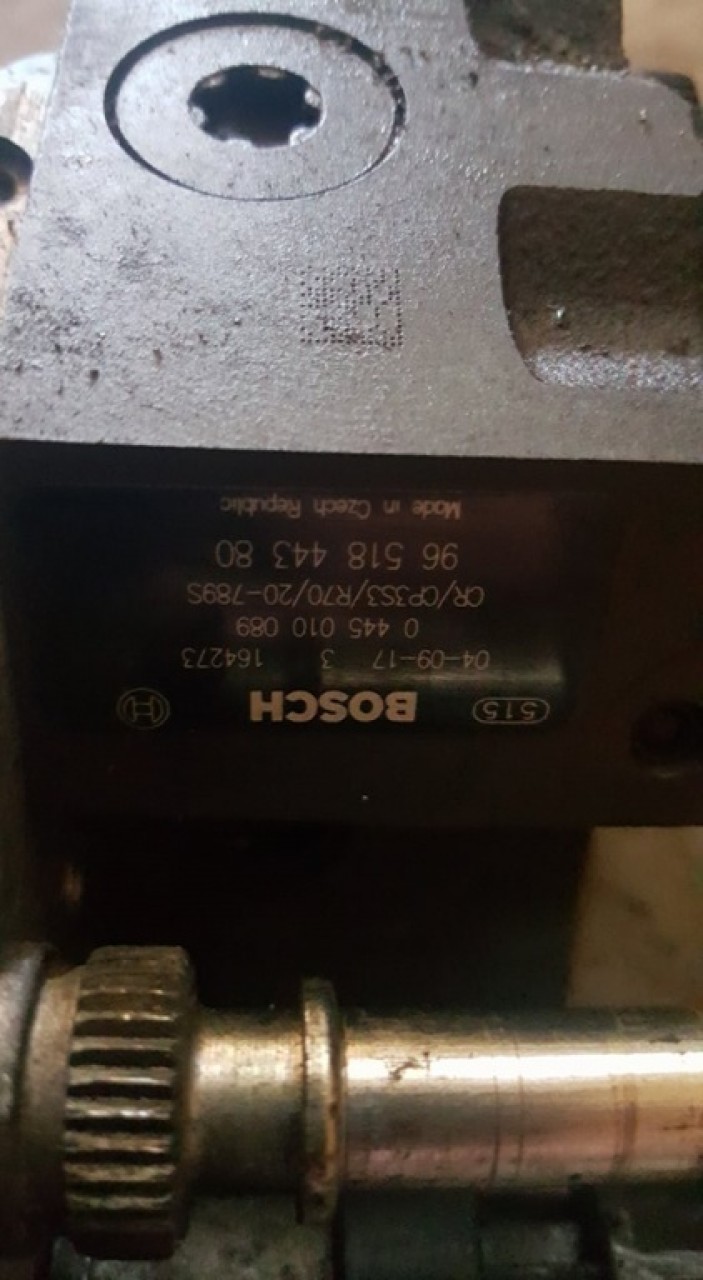 515 BOSCH H
04-09-17 3 164273
0 445 010 089
CR/CP3S3/R70/20-789S
96 518 443 80
Made in Czech Republic